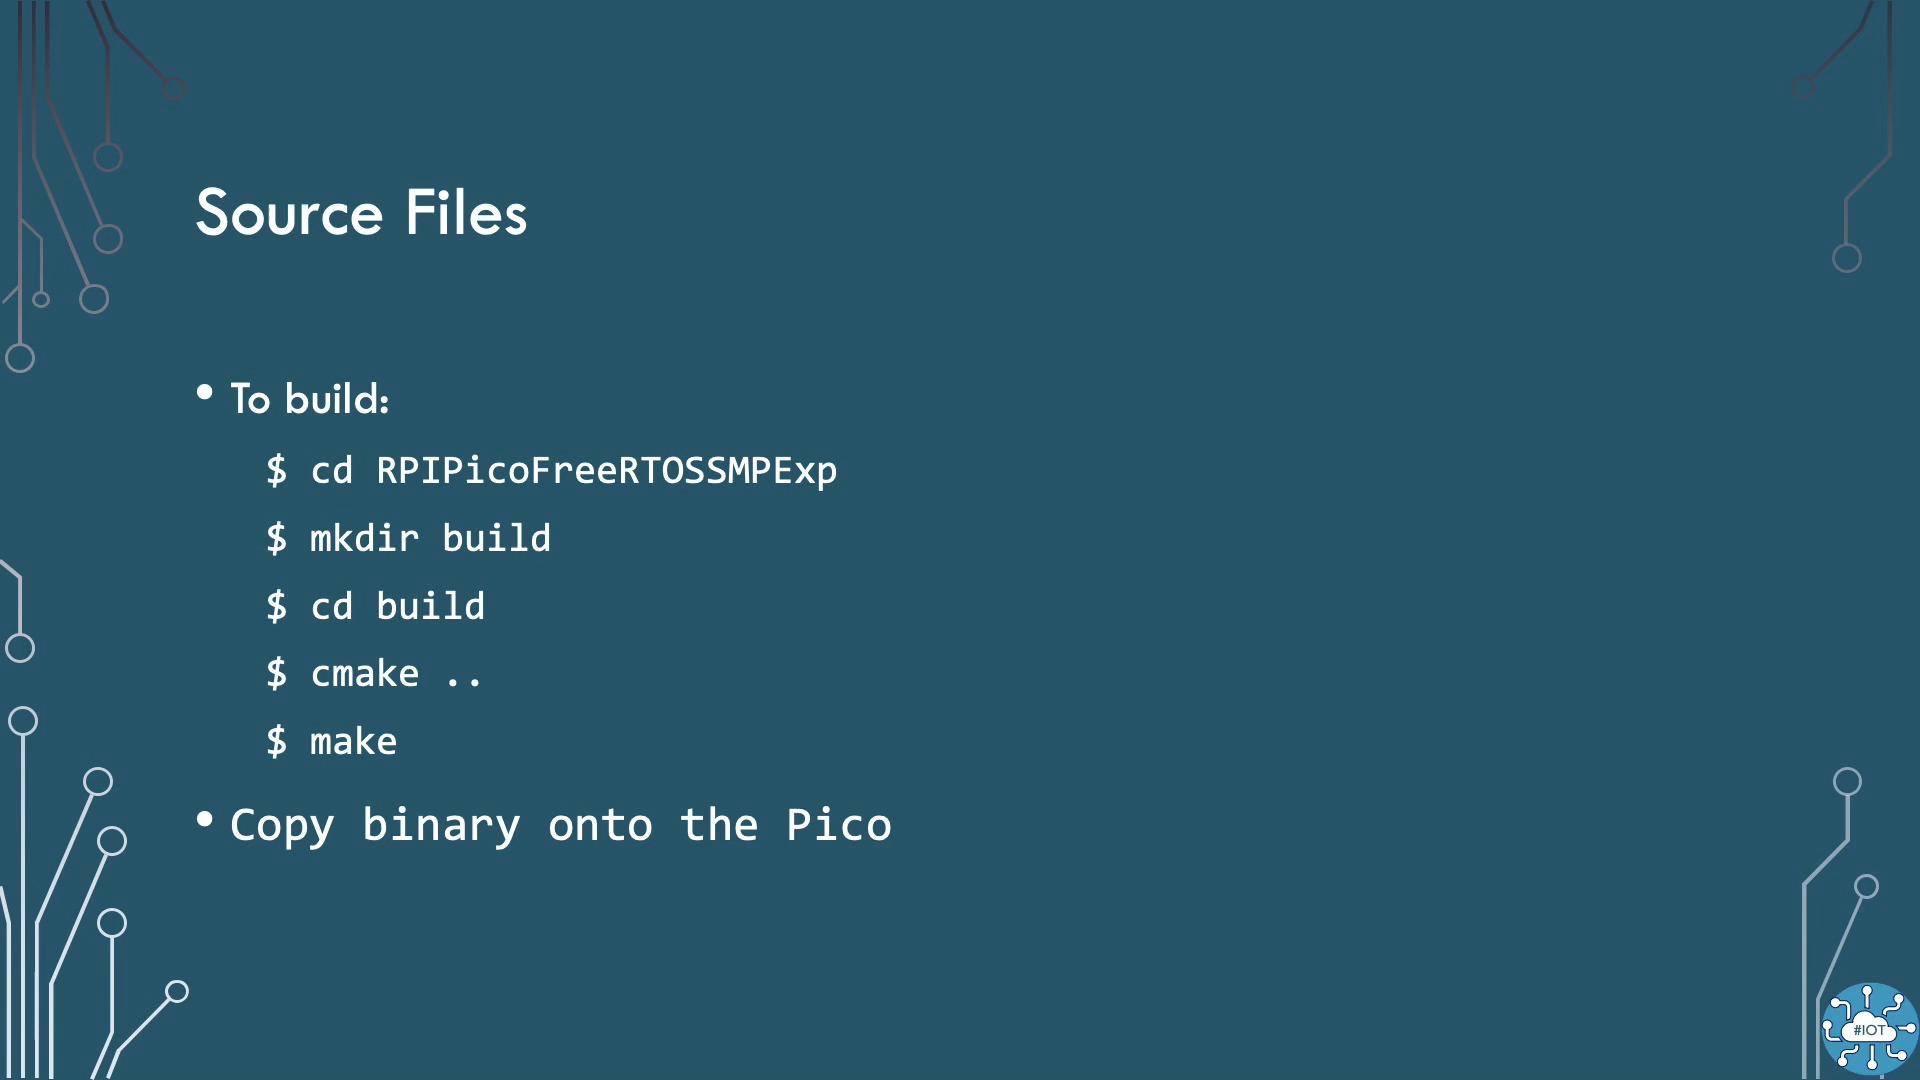 Source Files
• To build:
$ cd RPIPicoFreeRTOSSMPExp
$ mkdir build
$ cd build
$ cmake ..
$ make
• Copy binary onto the Pico
#IOT